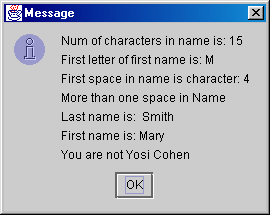 Message
Num of characters in name is: 15
First letter of first name is: M
First space in name is character: 4
More than one space in Name
Last name is:  Smith
First name is: Mary
You are not Yosi Cohen
OK